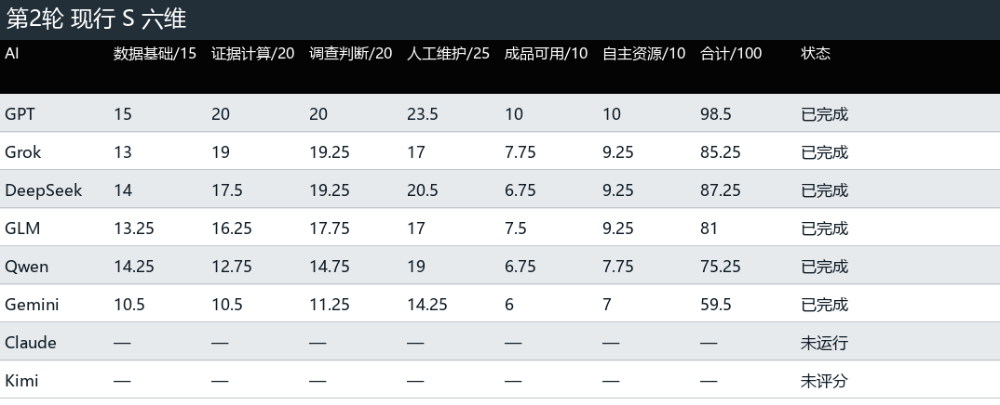 第2轮 现行 S 六维
AI 数据基础/15 证据计算/20 调查判断/20 人工维护/25 成品可用/10 自主资源/10 合计/100 状态
GPT 15 20 20 23.5 10 10 98.5 已完成
Grok 13 19 19.25 17 7.75 9.25 85.25 已完成
DeepSeek 14 17.5 19.25 20.5 6.75 9.25 87.25 已完成
GLM 13.25 16.25 17.75 17 7.5 9.25 81 已完成
Qwen 14.25 12.75 14.75 19 6.75 7.75 75.25 已完成
Gemini 10.5 10.5 11.25 14.25 6 7 59.5 已完成
Claude — — — — — — — 未运行
Kimi — — — — — — — 未评分